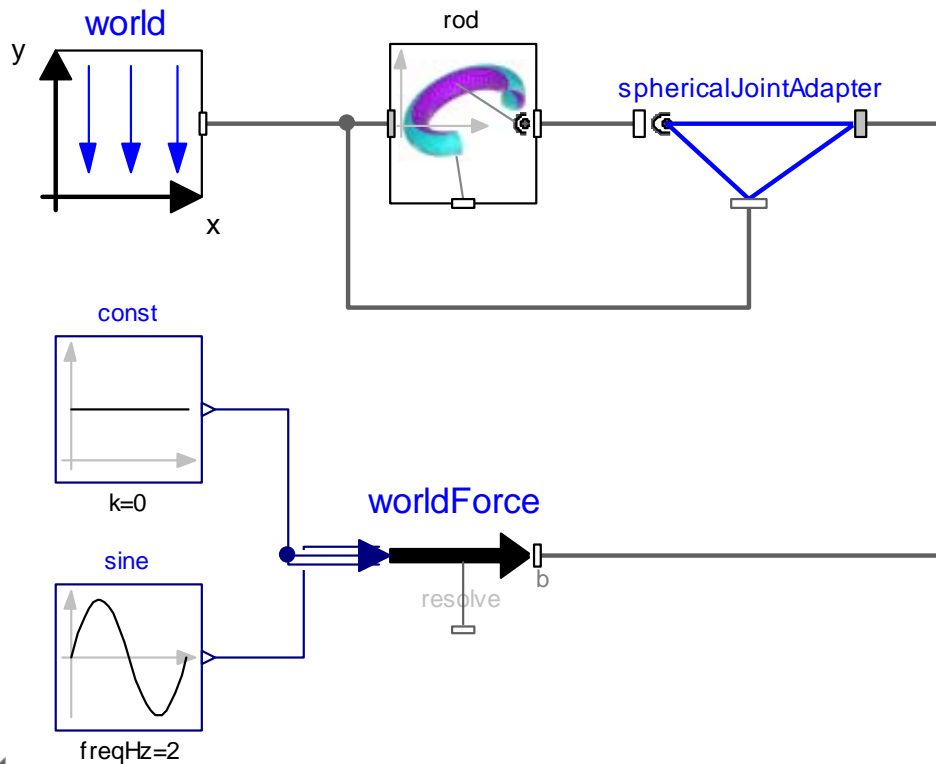 world
y
x
rod
sphericalJointAdapter
const
k=0
worldForce
b
resolve
sine
freqHz=2